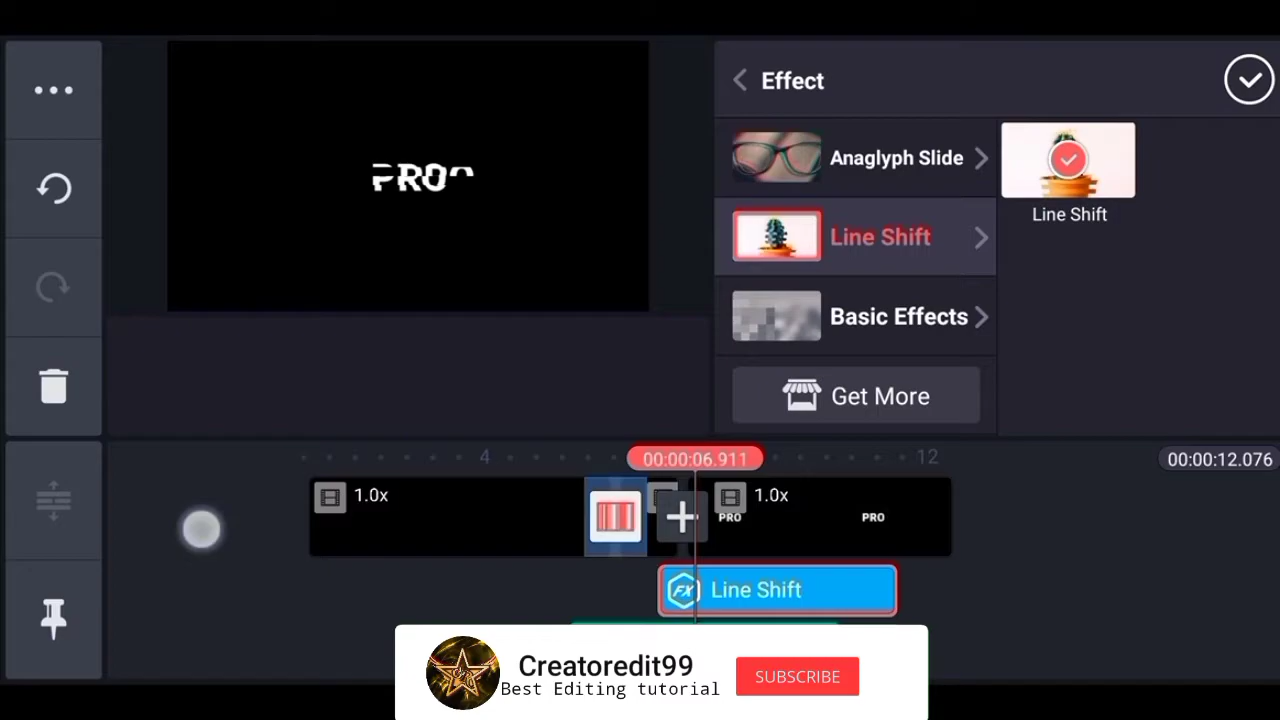 Effect
Anaglyph Slide
Line Shift
Line Shift
Basic Effects
Get More
4
00:00:06.911
12
00:00:12.076
1.0x
1.0x
PRO
PRO
FX
Line Shift
Creatoredit99
Best Editing tutorial
SUBSCRIBE